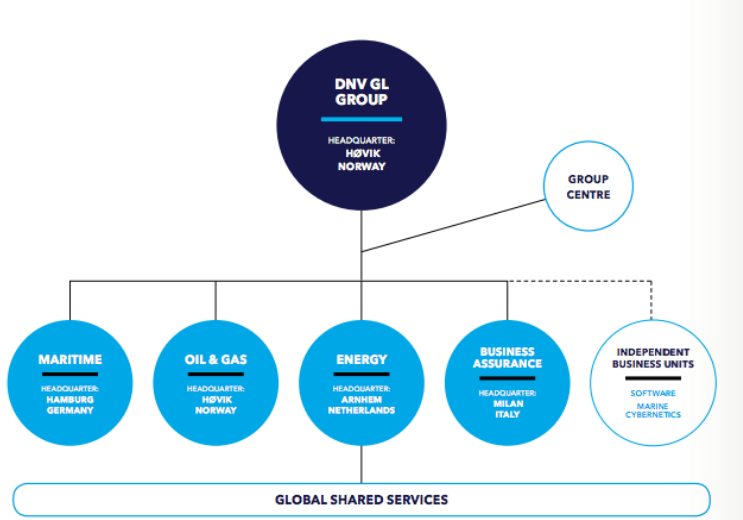 DNV GL
GROUP
HEADQUARTER:
HØVIK
NORWAY
GROUP
CENTRE
MARITIME
HEADQUARTER:
HAMBURG
GERMANY
OIL & GAS
HEADQUARTER:
HØVIK
NORWAY
ENERGY
HEADQUARTER:
ARNHEM
NETHERLANDS
BUSINESS
ASSURANCE
HEADQUARTER:
MILAN
ITALY
INDEPENDENT
BUSINESS UNITS
SOFTWARE
MARINE
CYBERNETICS
GLOBAL SHARED SERVICES